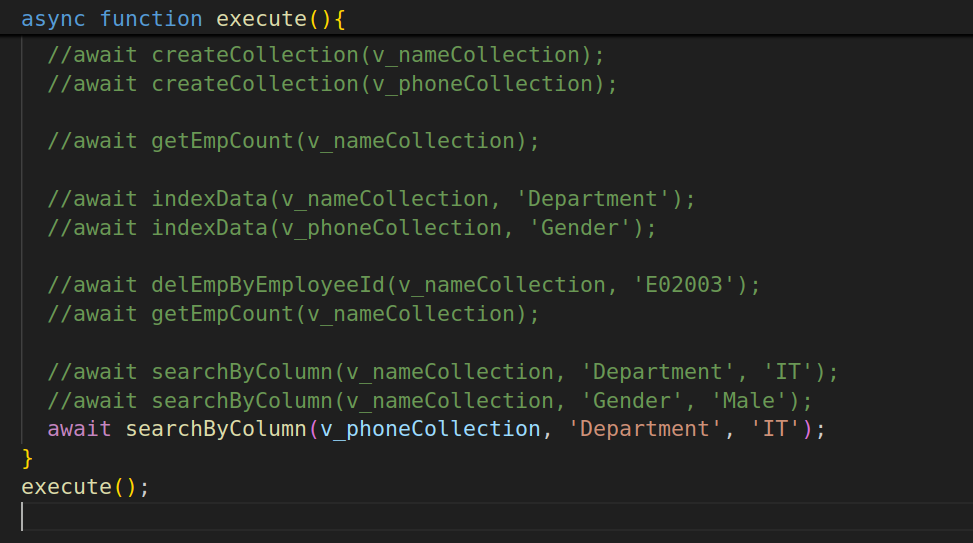 async function execute(){
//await createCollection(v_nameCollection);
//await createCollection(v_phoneCollection);
//await getEmpCount(v_nameCollection);
//await indexData(v_nameCollection, 'Department');
//await indexData(v_phoneCollection, 'Gender');
//await delEmpByEmployeeId(v_nameCollection, 'E02003');
//await getEmpCount(v_nameCollection);
//await searchByColumn(v_nameCollection, 'Department', 'IT');
//await searchByColumn(v_nameCollection, 'Gender', 'Male');
await searchByColumn(v_phoneCollection, 'Department', 'IT');
}
execute();